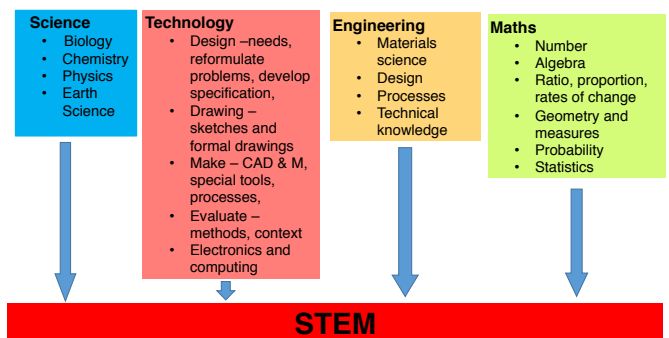 Science
• Biology
• Chemistry
• Physics
• Earth
Science
Technology
• Design –needs,
reformulate
problems, develop
specification,
• Drawing –
sketches and
formal drawings
• Make – CAD & M,
special tools,
processes,
• Evaluate –
methods, context
• Electronics and
computing
Engineering
• Materials
science
• Design
• Processes
• Technical
knowledge
Maths
• Number
• Algebra
• Ratio, proportion,
rates of change
• Geometry and
measures
• Probability
• Statistics
STEM